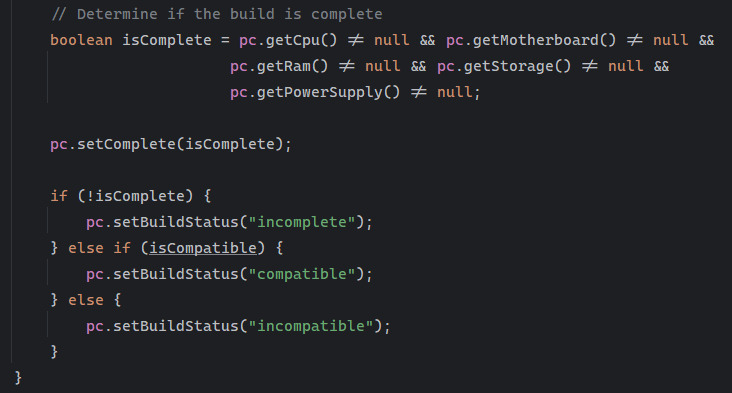 // Determine if the build is complete
boolean isComplete = pc.getCpu() != null && pc.getMotherboard() != null &&
pc.getRam() != null && pc.getStorage() != null &&
pc.getPowerSupply() != null;
pc.setComplete(isComplete);
if (!isComplete) {
pc.setBuildStatus("incomplete");
} else if (isCompatible) {
pc.setBuildStatus("compatible");
} else {
pc.setBuildStatus("incompatible");
}
}